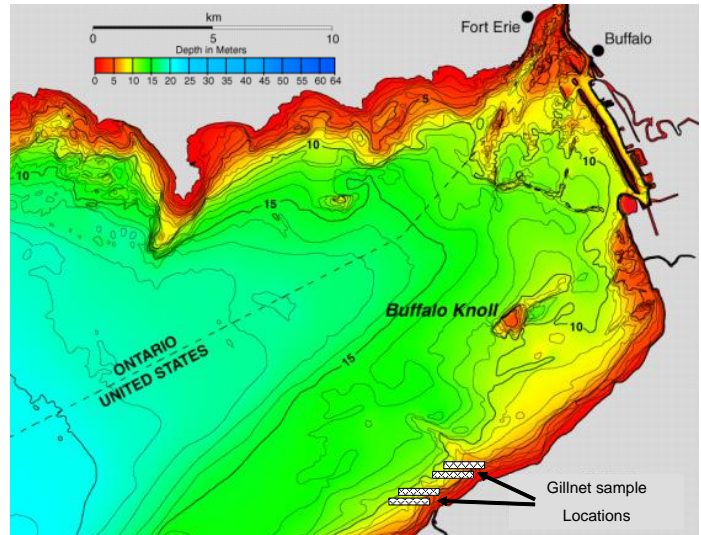 km
0 5 10
Depth in Meters
0 5 10 15 20 25 30 35 40 45 50 55 60 64
Fort Erie
Buffalo
5
10
10
15
Buffalo Knoll
10
ONTARIO
UNITED STATES
15
10
Gillnet sample
Locations